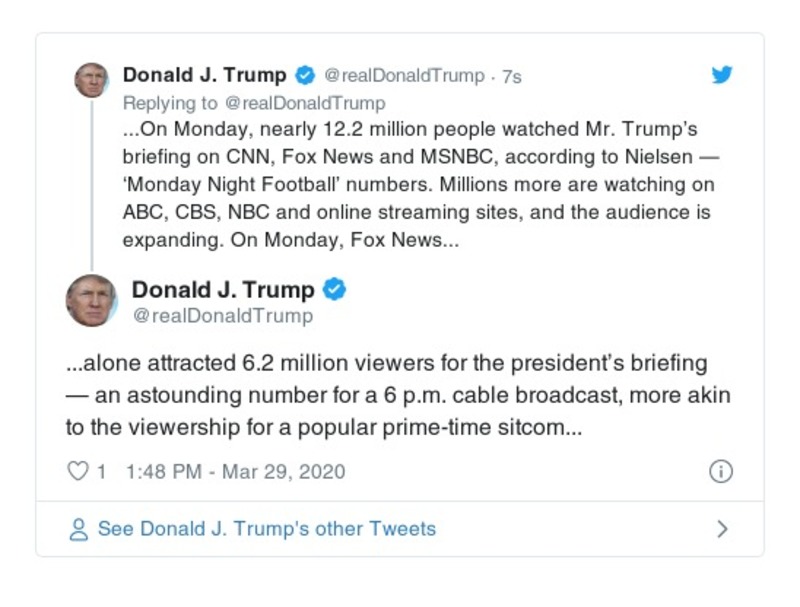 Donald J. Trump @realDonaldTrump · 7s
Replying to @realDonaldTrump
...On Monday, nearly 12.2 million people watched Mr. Trump’s
briefing on CNN, Fox News and MSNBC, according to Nielsen —
‘Monday Night Football’ numbers. Millions more are watching on
ABC, CBS, NBC and online streaming sites, and the audience is
expanding. On Monday, Fox News...
Donald J. Trump
@realDonaldTrump
...alone attracted 6.2 million viewers for the president’s briefing
— an astounding number for a 6 p.m. cable broadcast, more akin
to the viewership for a popular prime-time sitcom...
1 1:48 PM - Mar 29, 2020
See Donald J. Trump's other Tweets